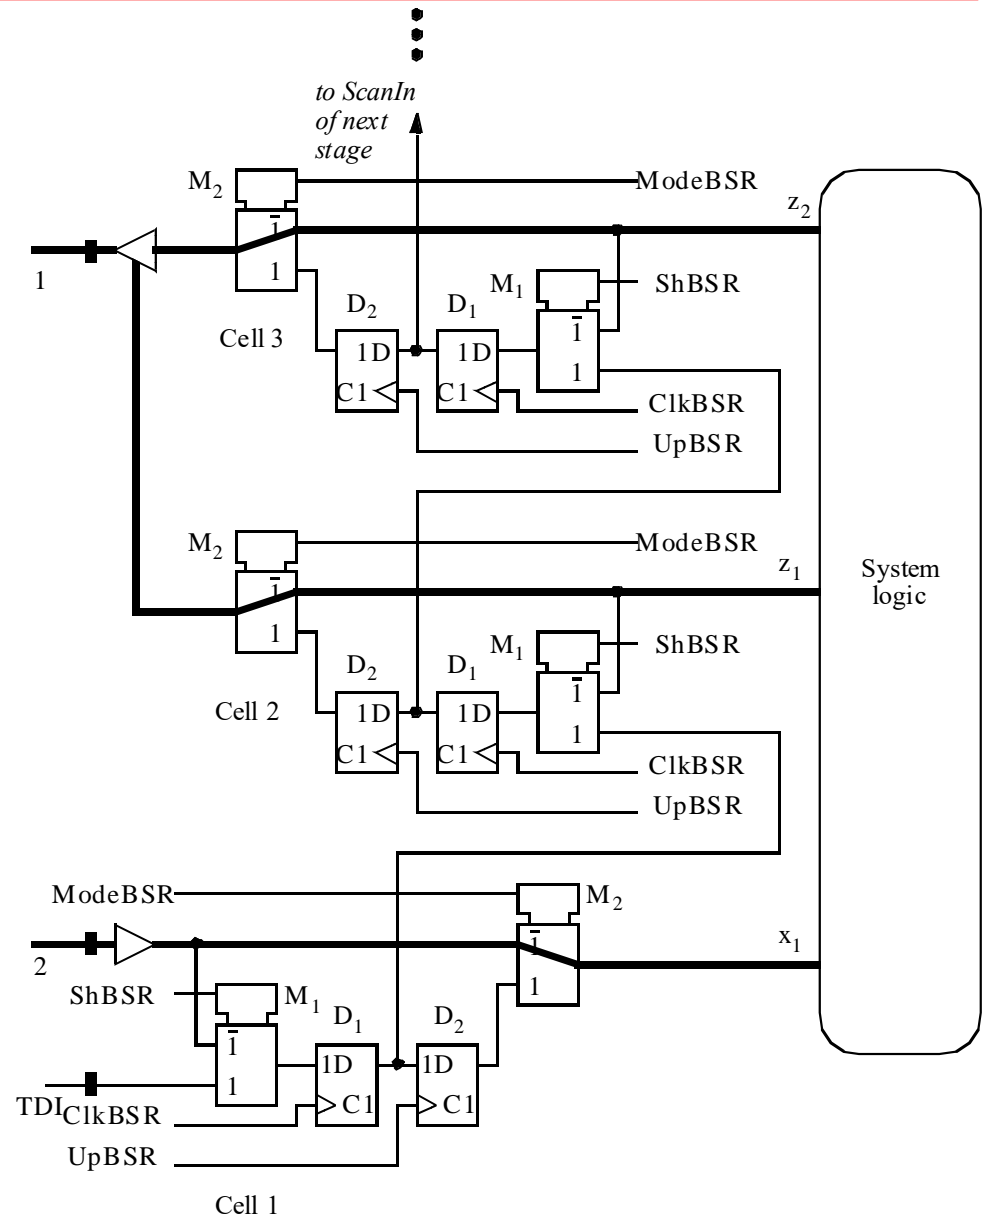 to ScanIn
of next
stage
M2
ModeBSR
1
1
z2
1
M1
ShBSR
D2
D1
Cell 3
1D
1D
1
1
C1
C1
ClkBSR
UpBSR
M2
ModeBSR
1
1
z1
System
logic
M1
ShBSR
D2
D1
Cell 2
1D
1D
1
1
C1
C1
ClkBSR
UpBSR
ModeBSR
M2
1
1
x1
2
ShBSR
M1
D1
D2
1
1
1D
1D
TDI
C1
C1
ClkBSR
UpBSR
Cell 1